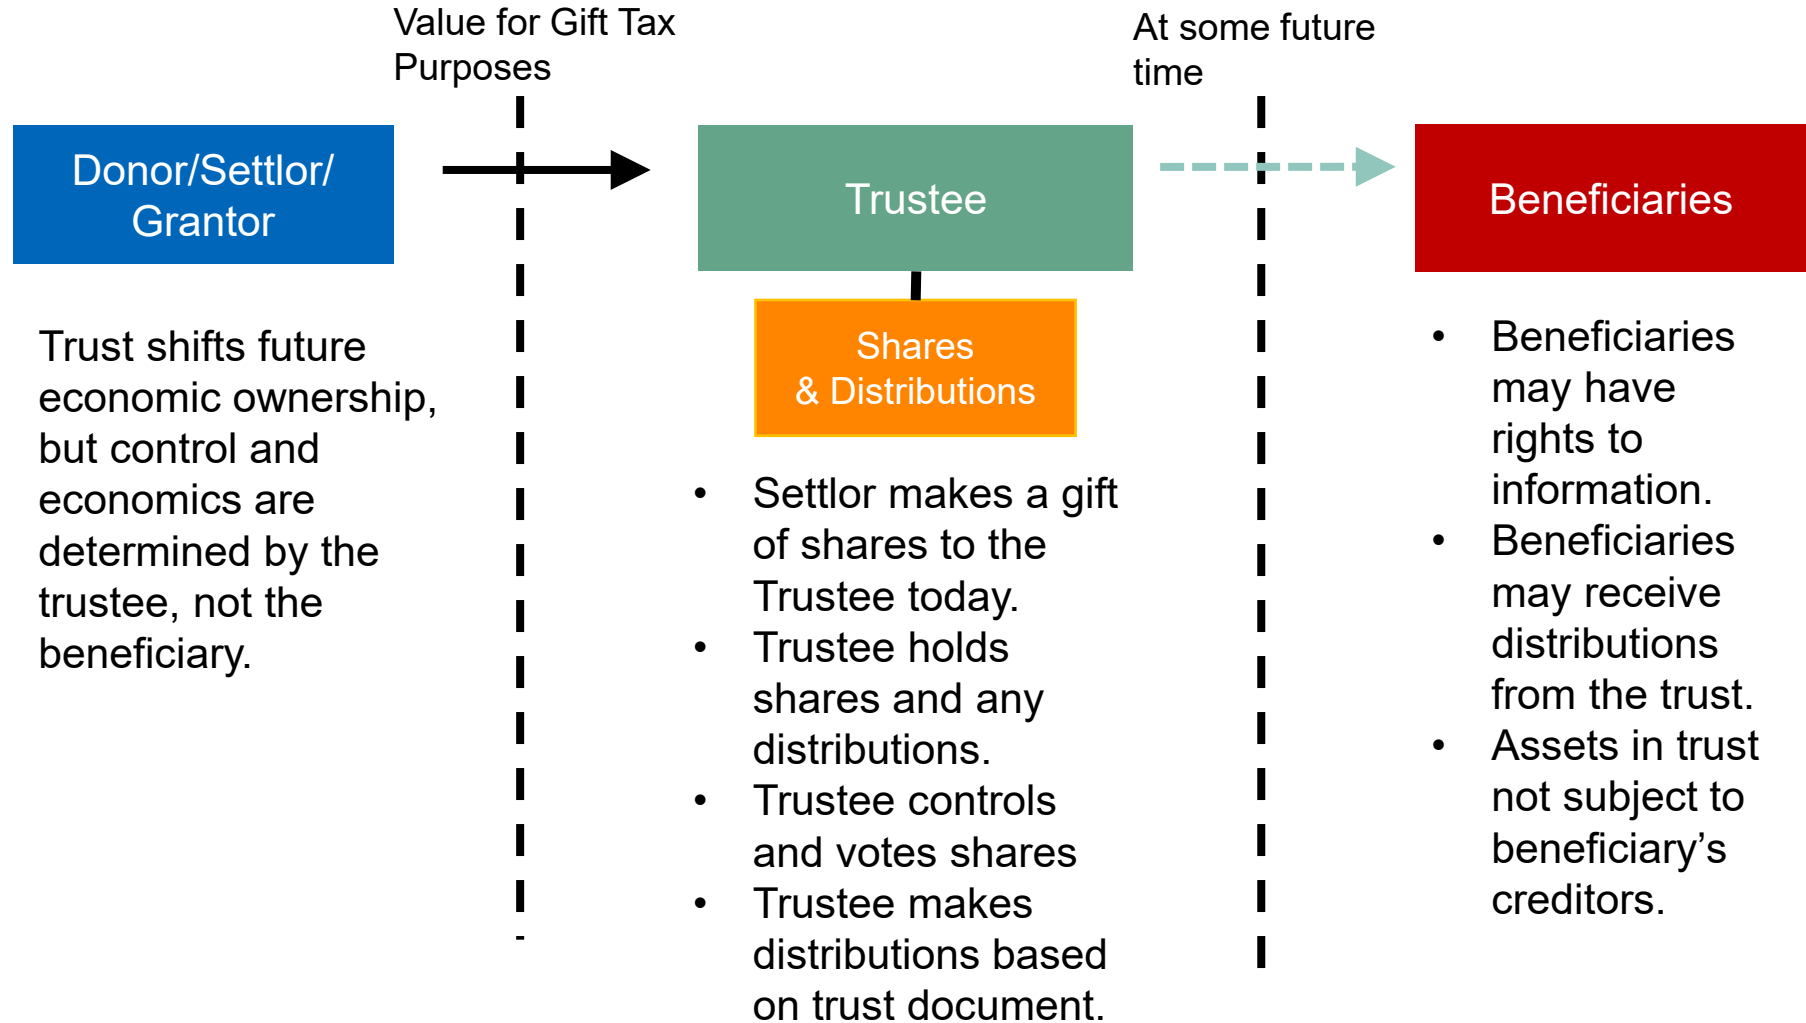 Value for Gift Tax
Purposes
At some future
time
Donor/Settlor/
Grantor
Trustee
Beneficiaries
Shares
& Distributions
Trust shifts future
economic ownership,
but control and
economics are
determined by the
trustee, not the
beneficiary.
• Settlor makes a gift
of shares to the
Trustee today.
• Trustee holds
shares and any
distributions.
• Trustee controls
and votes shares
• Trustee makes
distributions based
on trust document.
• Beneficiaries
may have
rights to
information.
• Beneficiaries
may receive
distributions
from the trust.
• Assets in trust
not subject to
beneficiary’s
creditors.